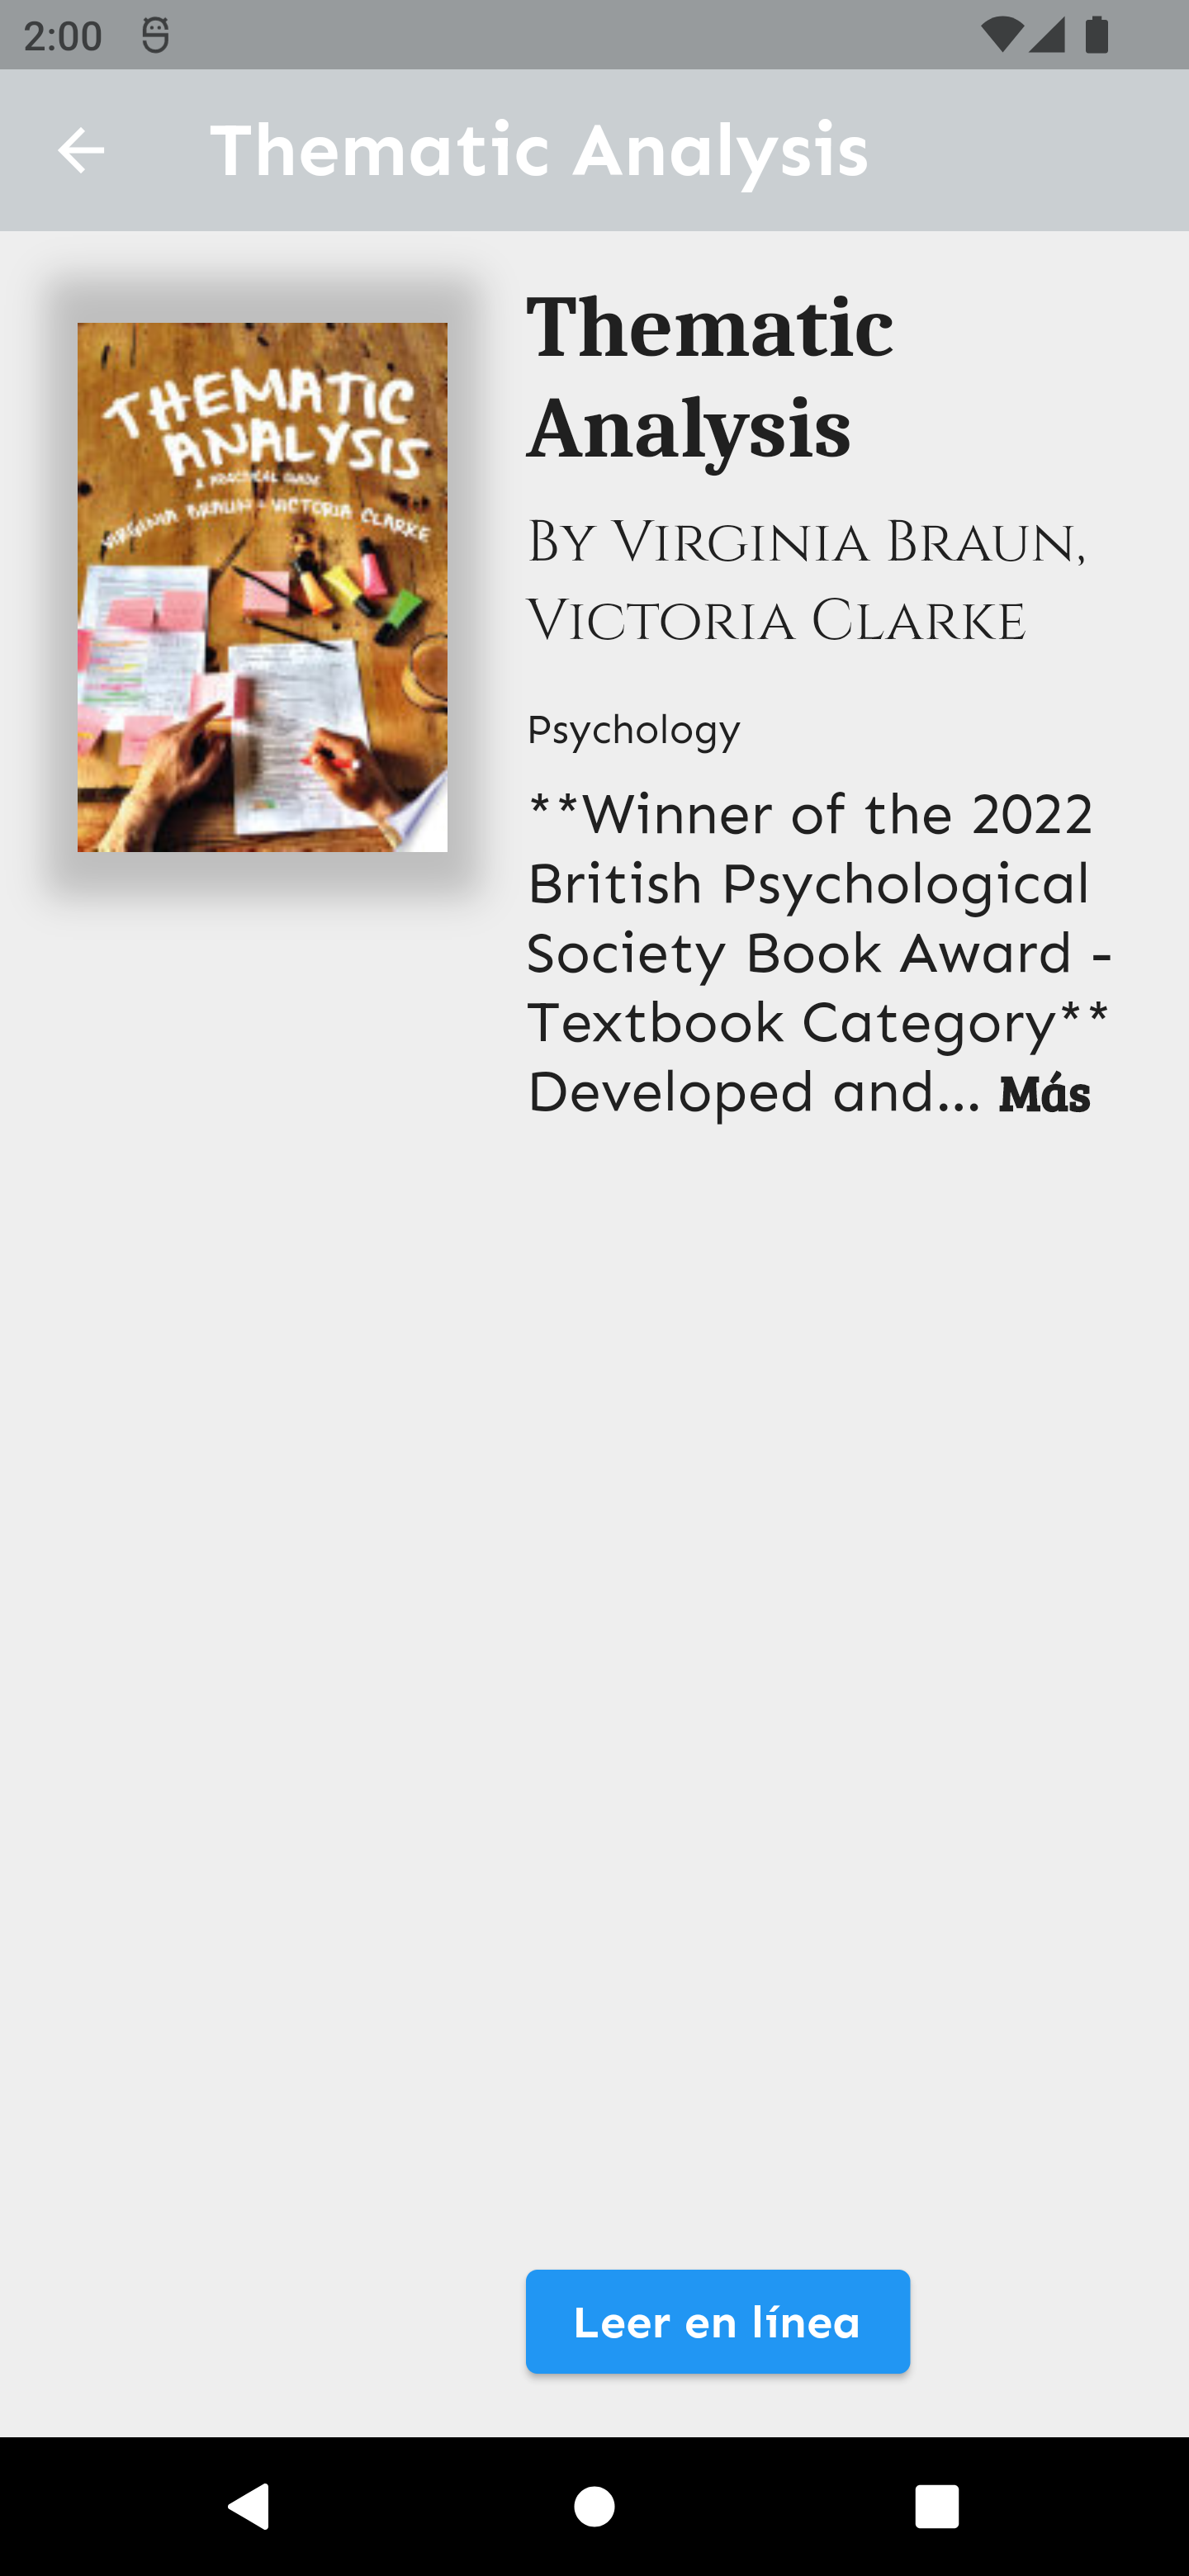 2:00
Thematic Analysis
THEMATIC
ANALYSIS
A PRACTICAL GUIDE
VIRGINIA BRAUN + VICTORIA CLARKE
Thematic
Analysis
By Virginia Braun,
Victoria Clarke
Psychology
**Winner of the 2022
British Psychological
Society Book Award -
Textbook Category**
Developed and... Más
Leer en línea